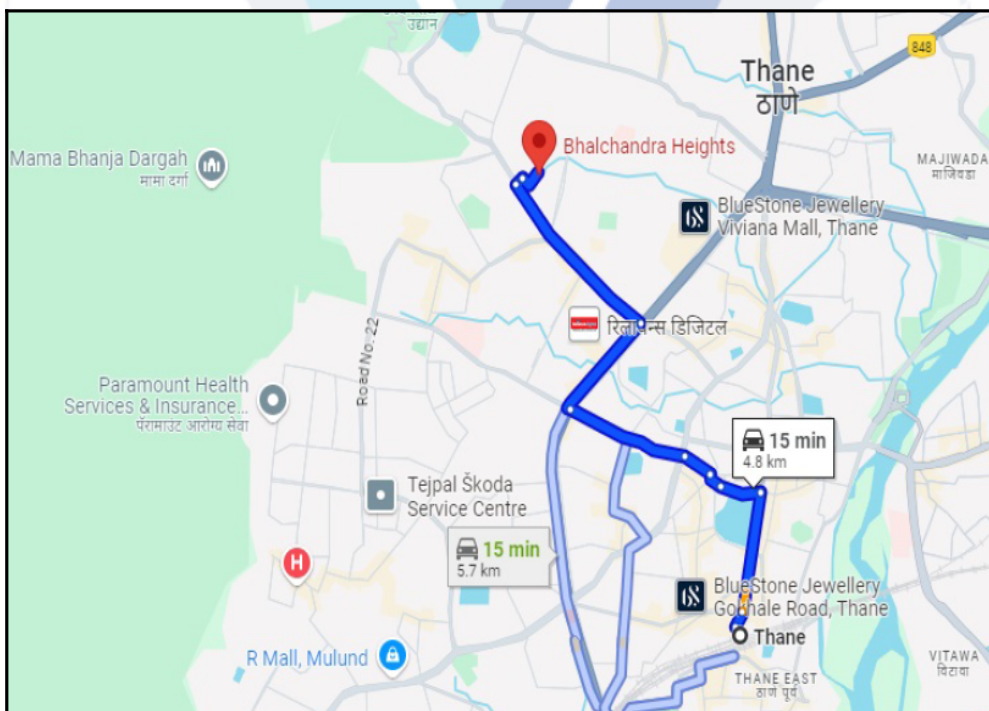 उद्यान
848
Thane
ठाणे
Bhalchandra Heights
Mama Bhanja Dargah
मामा दर्गा
MAJIWADA
माजिवडा
BlueStone Jewellery
Viviana Mall, Thane
रिलायन्स डिजिटल
Road No. 22
Paramount Health
Services & Insurance...
पॅरामाउंट आरोग्य सेवा
15 min
4.8 km
Tejpal Škoda
Service Centre
15 min
5.7 km
H
BlueStone Jewellery
Gokhale Road, Thane
Thane
R Mall, Mulund
THANE EAST
ठाणे पूर्व
VITAWA
विटावा